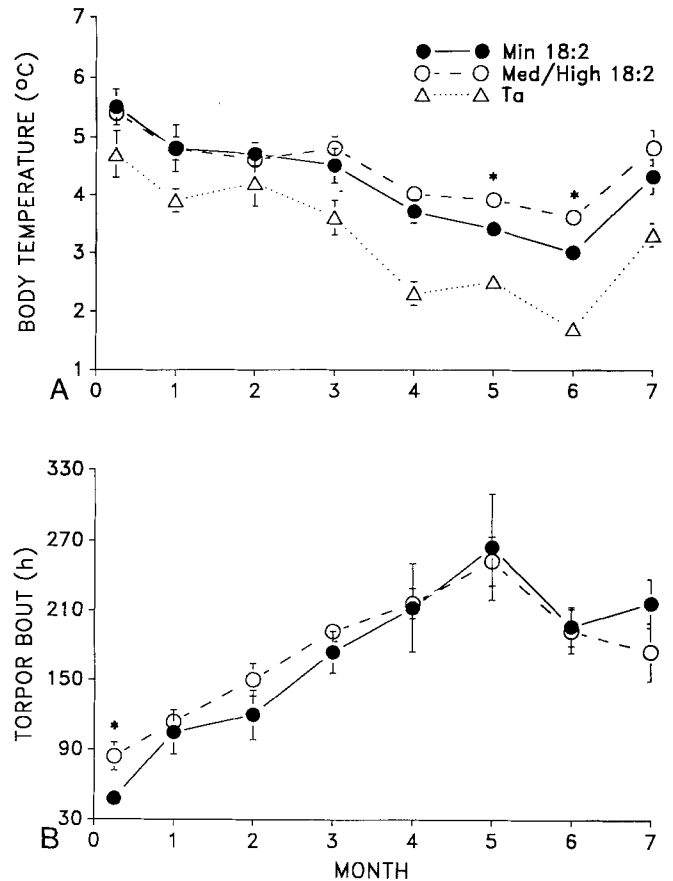 7
6
5
4
3
2
1
BODY TEMPERATURE (°C)
Min 18:2
Med/High 18:2
Ta
*
*
A
0 1 2 3 4 5 6 7
330
270
210
150
90
30
TORPOR BOUT (h)
*
B
0 1 2 3 4 5 6 7
MONTH